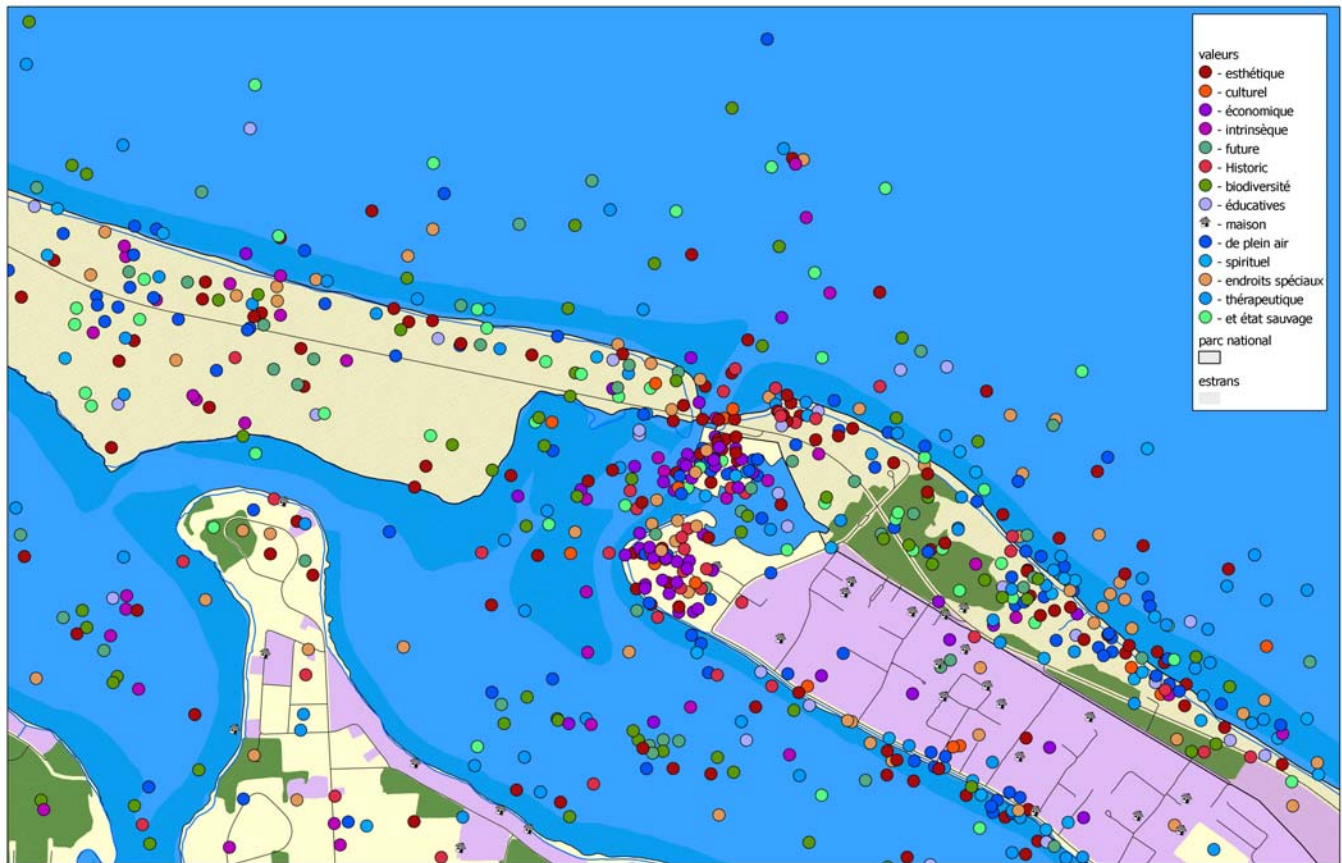 valeurs
- esthétique
- culturel
- économique
- intrinsèque
- future
- Historic
- biodiversité
- éducatives
- maison
- de plein air
- spirituel
- endroits spéciaux
- thérapeutique
- et état sauvage
parc national
estrans